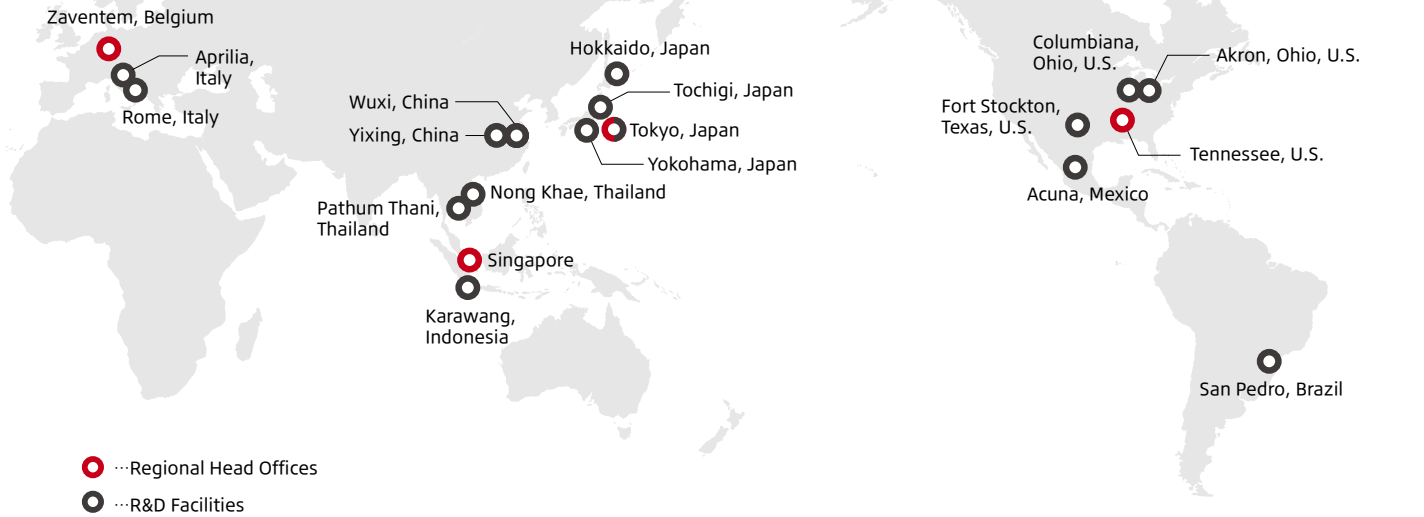 Zaventem, Belgium
Aprilia,
Italy
Rome, Italy
Wuxi, China
Yixing, China
Hokkaido, Japan
Tochigi, Japan
Tokyo, Japan
Yokohama, Japan
Nong Khae, Thailand
Pathum Thani,
Thailand
Singapore
Karawang,
Indonesia
Columbiana,
Ohio, U.S.
Akron, Ohio, U.S.
Fort Stockton,
Texas, U.S.
Tennessee, U.S.
Acuna, Mexico
San Pedro, Brazil
···Regional Head Offices
···R&D Facilities